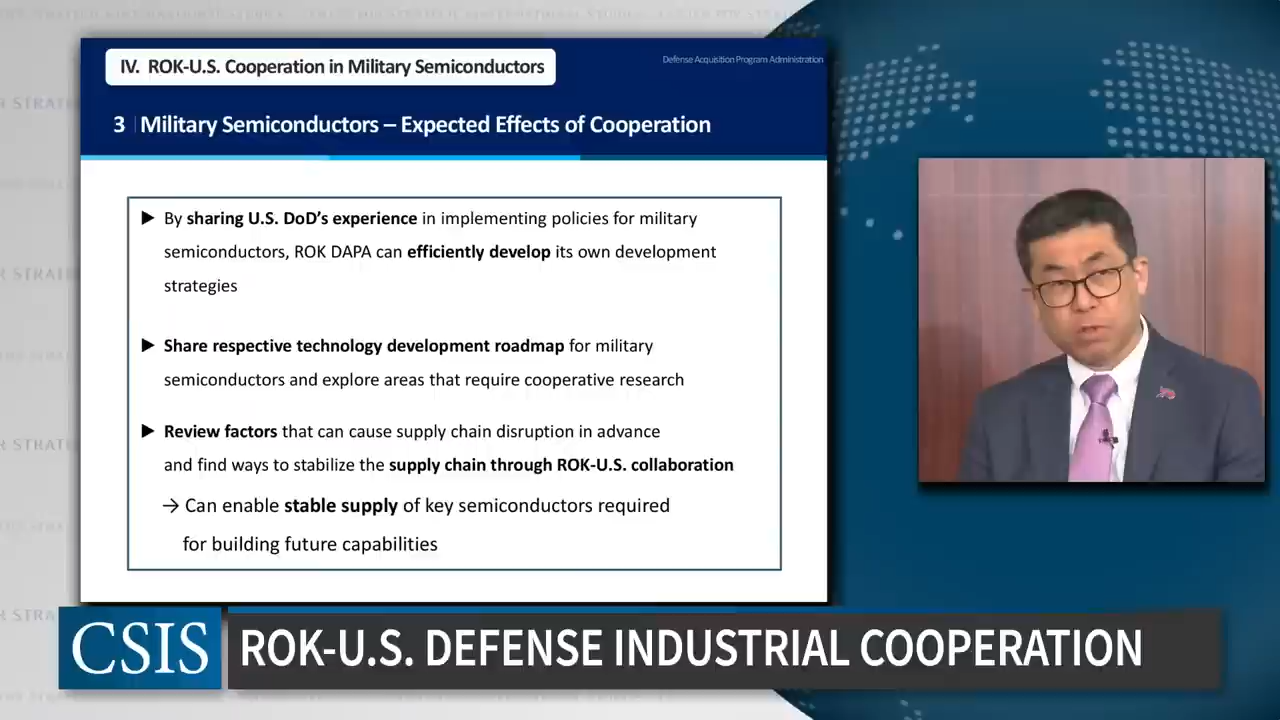 IV. ROK-U.S. Cooperation in Military Semiconductors
Defense Acquisition Program Administration
3 Military Semiconductors – Expected Effects of Cooperation
▶ By sharing U.S. DoD's experience in implementing policies for military
semiconductors, ROK DAPA can efficiently develop its own development
strategies
▶ Share respective technology development roadmap for military
semiconductors and explore areas that require cooperative research
▶ Review factors that can cause supply chain disruption in advance
and find ways to stabilize the supply chain through ROK-U.S. collaboration
→ Can enable stable supply of key semiconductors required
for building future capabilities
CSIS
ROK-U.S. DEFENSE INDUSTRIAL COOPERATION